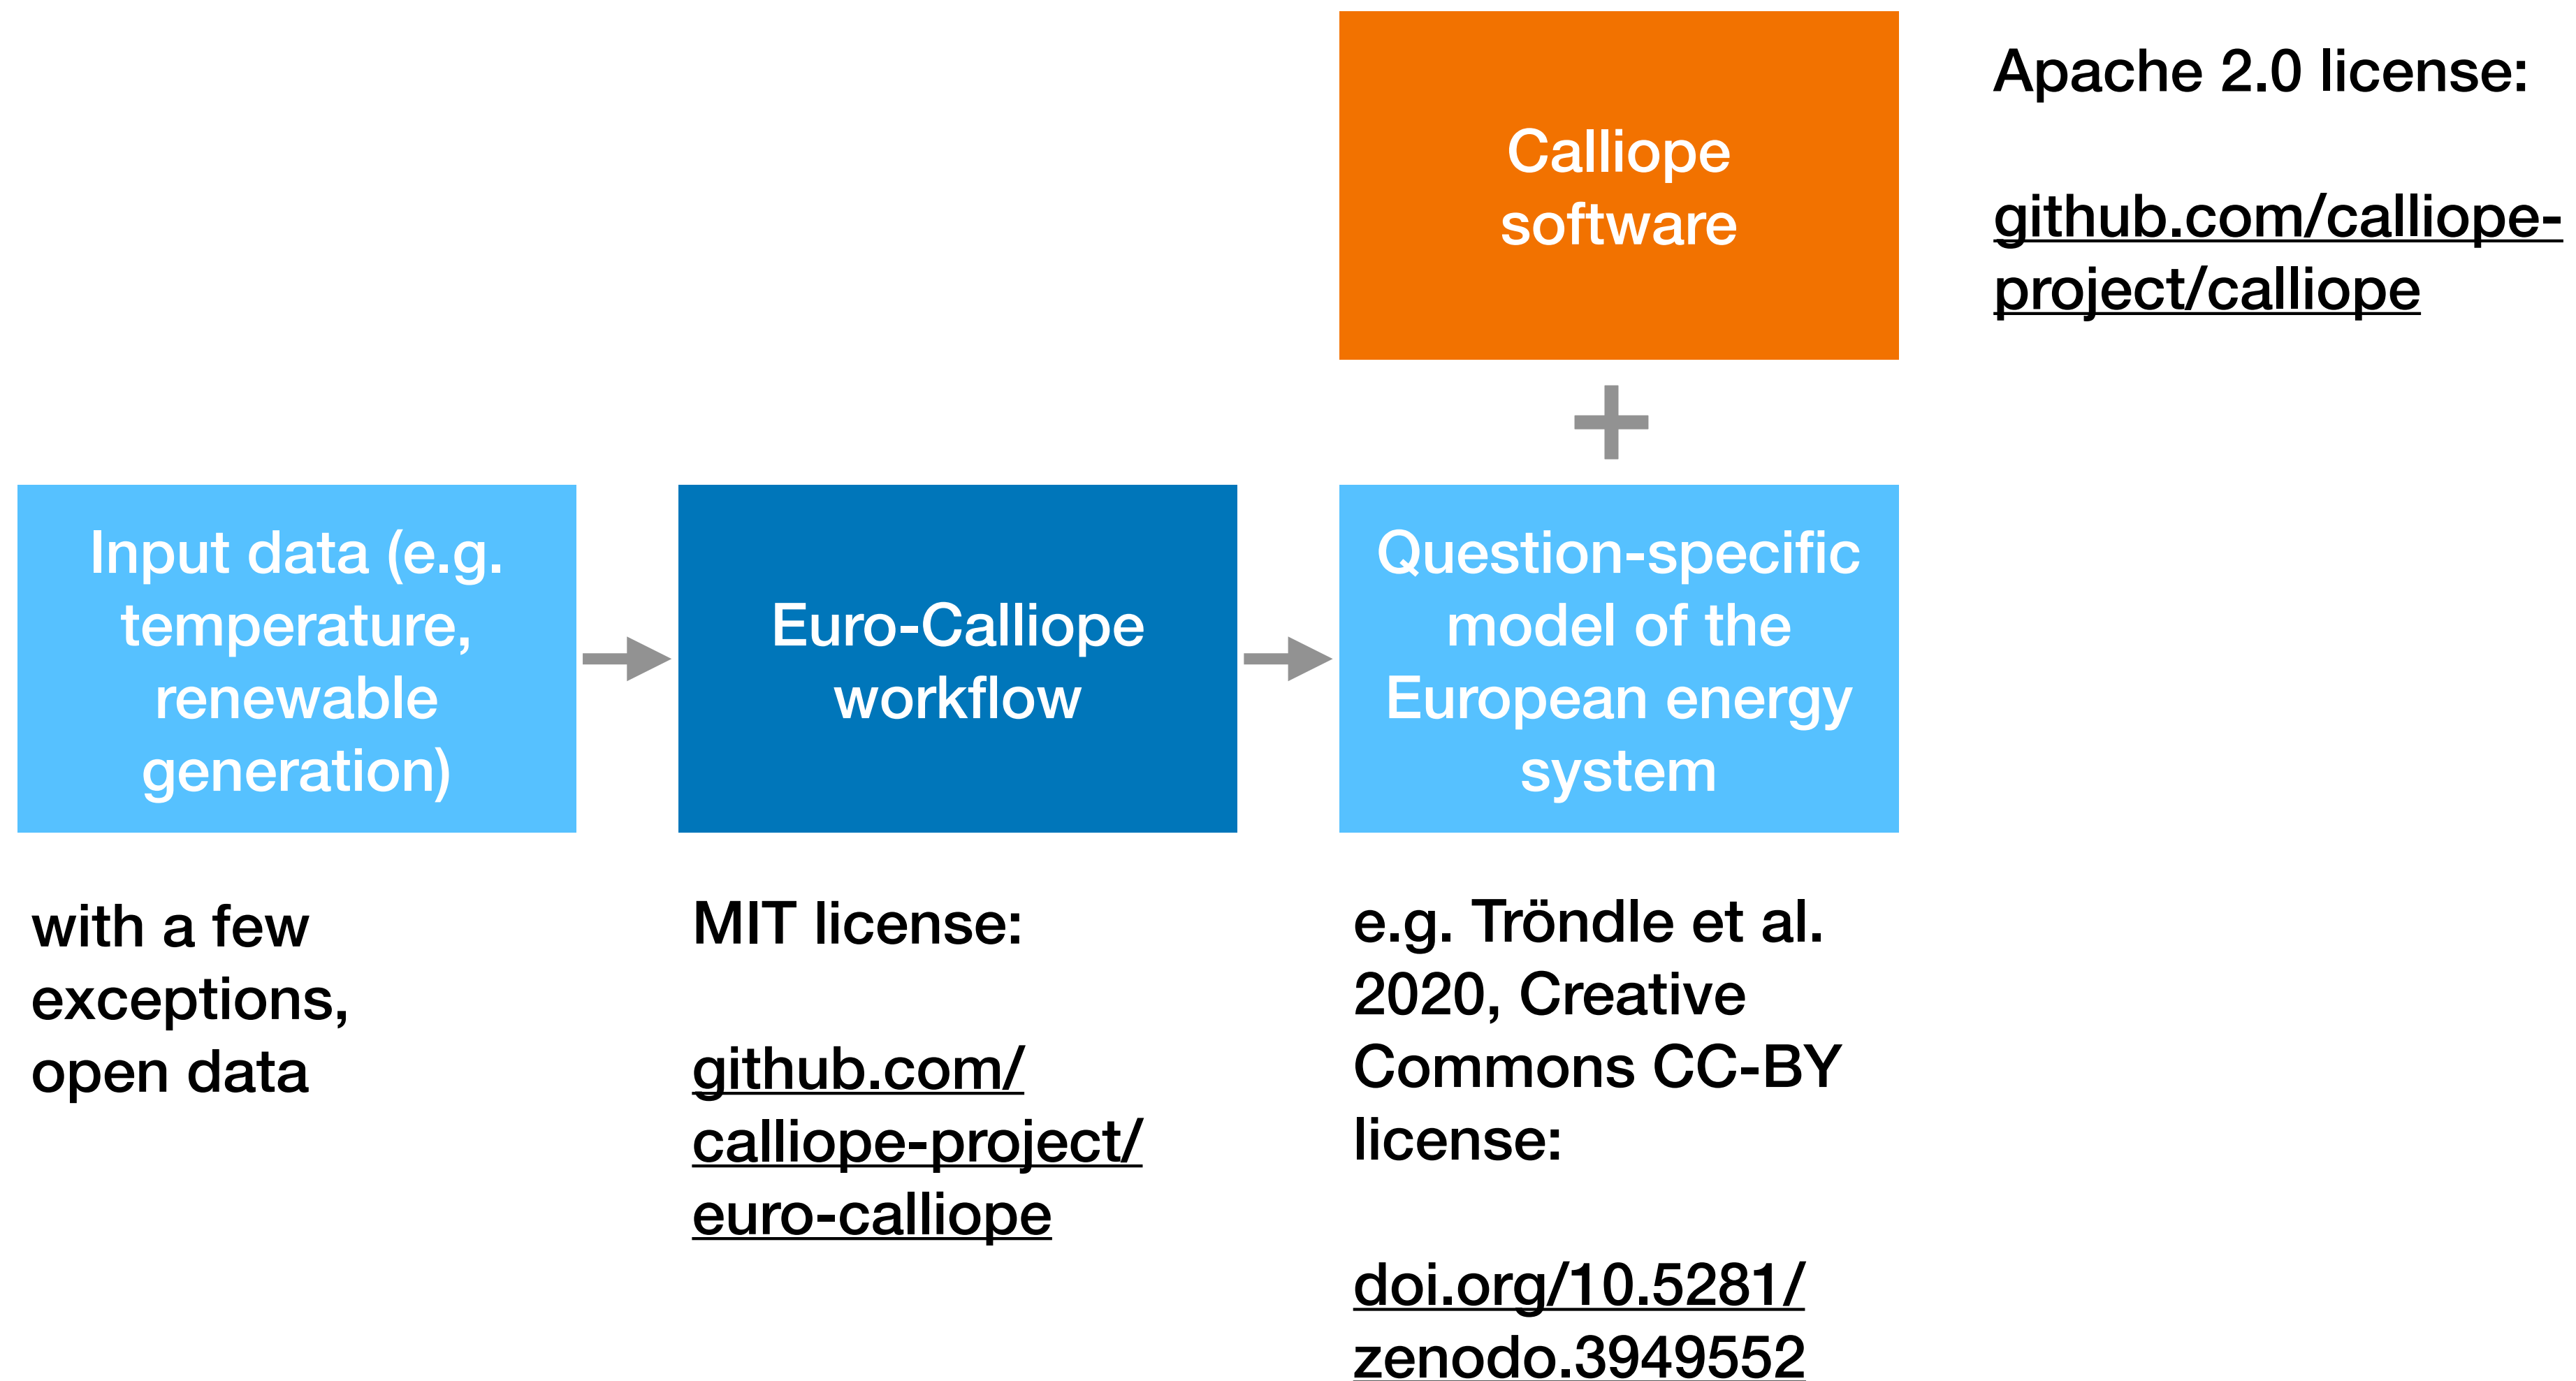 Calliope
software
Apache 2.0 license:
github.com/calliope-
project/calliope
Input data (e.g.
temperature,
renewable
generation)
Euro-Calliope
workflow
Question-specific
model of the
European energy
system
with a few
exceptions,
open data
MIT license:
github.com/
calliope-project/
euro-calliope
e.g. Tröndle et al.
2020, Creative
Commons CC-BY
license:
doi.org/10.5281/
zenodo.3949552